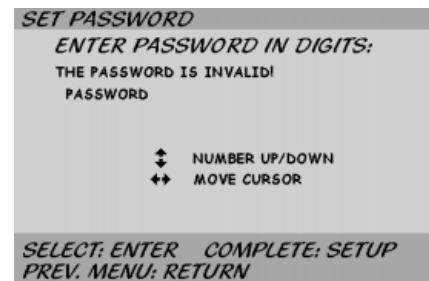 SET PASSWORD
ENTER PASSWORD IN DIGITS:
THE PASSWORD IS INVALID!
PASSWORD
NUMBER UP/DOWN
MOVE CURSOR
SELECT: ENTER COMPLETE: SETUP
PREV. MENU: RETURN